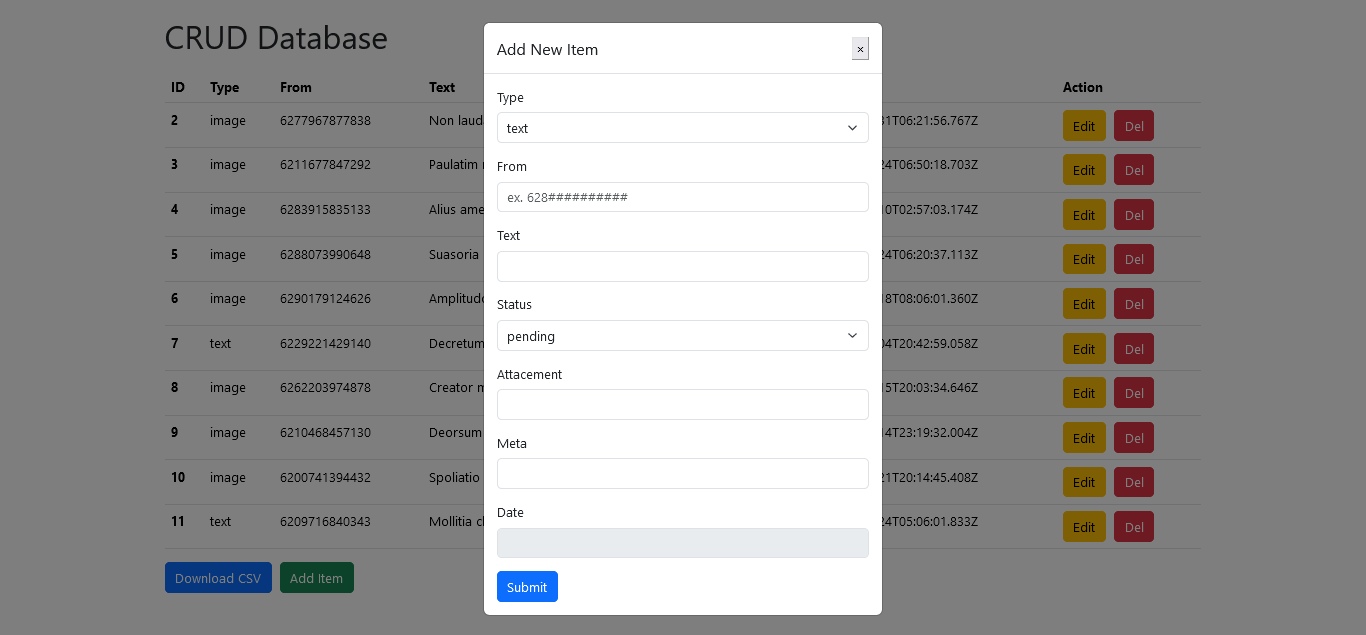 CRUD Database
ID Type From Text Action
2 image 6277967877838 Non 31T06:21:56.767Z Edit Del
3 image 6211677847292 Paulatim 24T06:50:18.703Z Edit Del
4 image 6283915835133 Alius 10T02:57:03.174Z Edit Del
5 image 6288073990648 Suasoria 24T06:20:37.113Z Edit Del
6 image 6290179124626 18T08:06:01.360Z Edit Del
7 text 6229221429140 Decretum 04T20:42:59.058Z Edit Del
8 image 6262203974878 Creator 15T20:03:34.646Z Edit Del
9 image 6210468457130 Deorsum 14T23:19:32.004Z Edit Del
10 image 6200741394432 Spoliatio 21T20:14:45.408Z Edit Del
11 text 6209716840343 Mollitia 24T05:06:01.833Z Edit Del
Download CSV Add Item
Add New Item ×
Type
text
From
ex. 628##########
Text
Status
pending
Attacement
Meta
Date
Submit